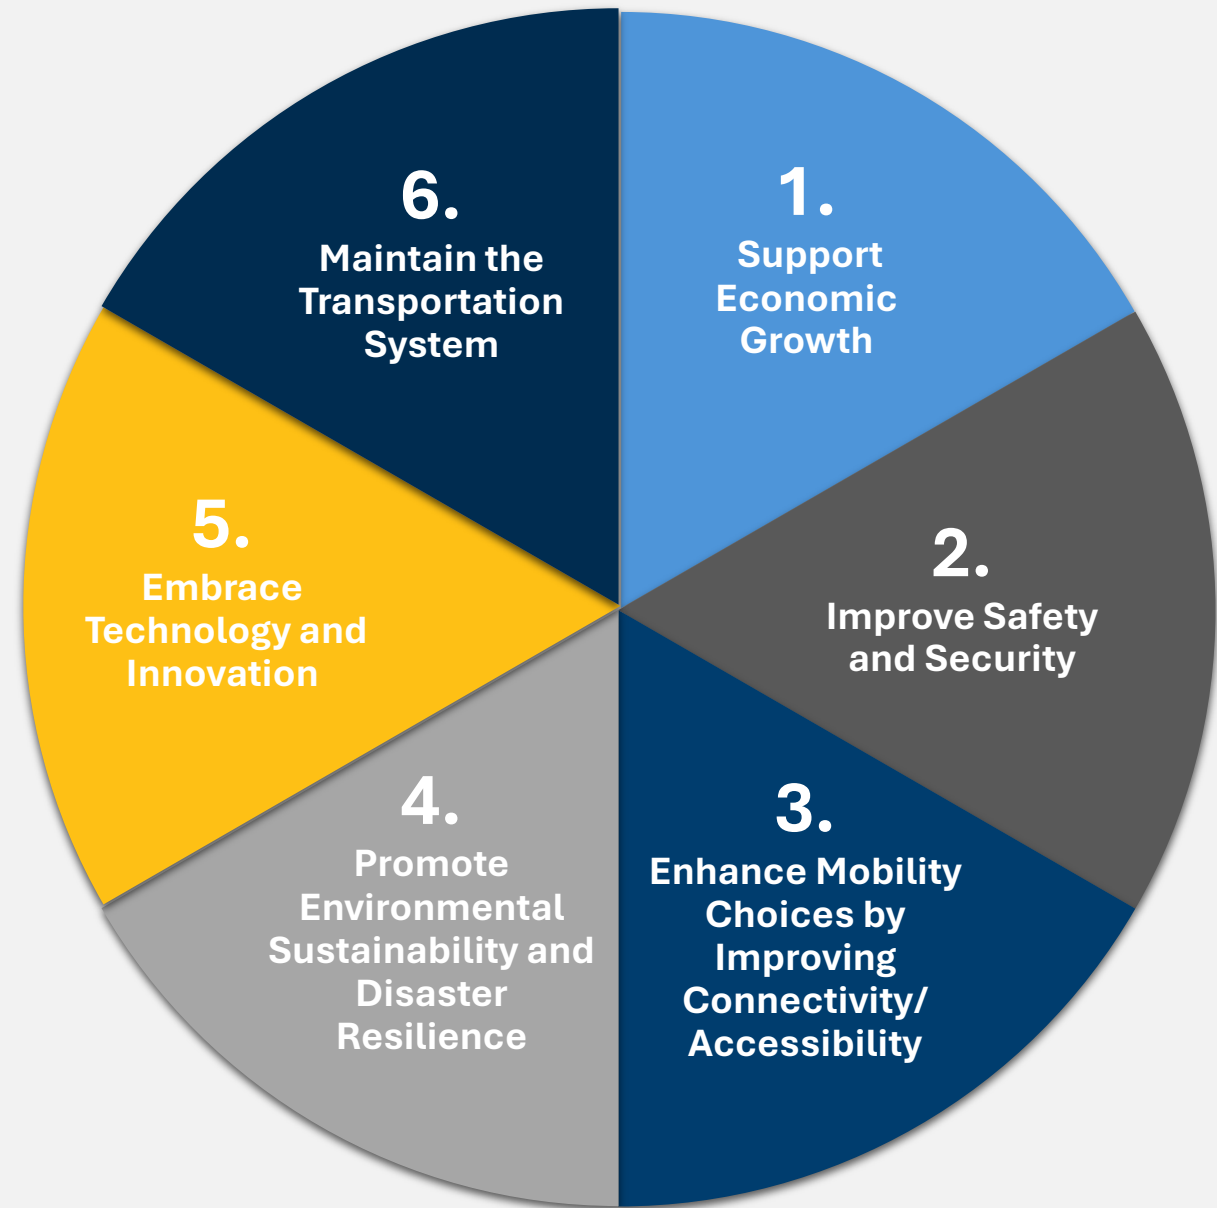 1.
Support
Economic
Growth
2.
Improve Safety
and Security
3.
Enhance Mobility
Choices by
Improving
Connectivity/
Accessibility
4.
Promote
Environmental
Sustainability and
Disaster
Resilience
5.
Embrace
Technology and
Innovation
6.
Maintain the
Transportation
System